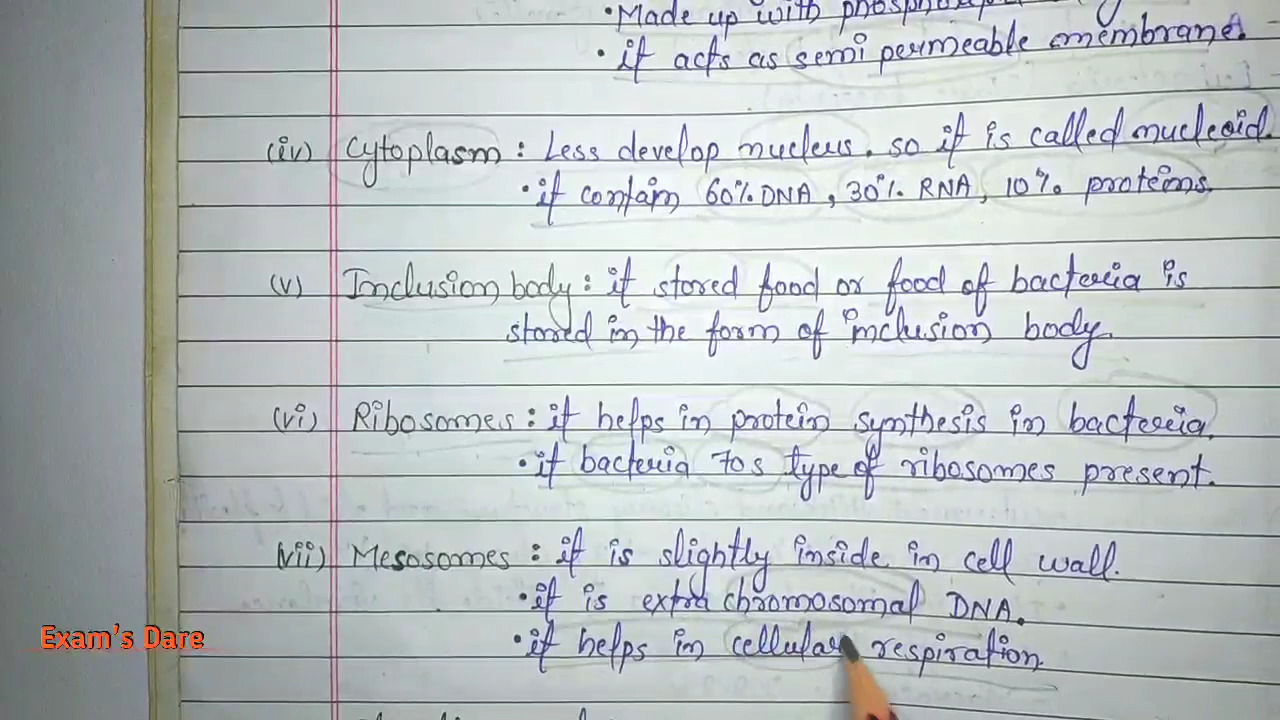 •Made up with
• it acts as semi permeable membrane.
(iv) Cytoplasm : Less develop nucleus. so it is called nucleoid.
•it contain 60% DNA, 30% RNA, 10% proteins.
(v) Inclusion body : it stored food or food of bacteria is
stored in the form of inclusion body.
(vi) Ribosomes : it helps in protein synthesis in bacteria.
•it bacteria 70s type of ribosomes present.
(vii) Mesosomes : it is slightly inside in cell wall.
•it is extra chromosomal DNA.
•it helps in cellular respiration.
Exam's Dare